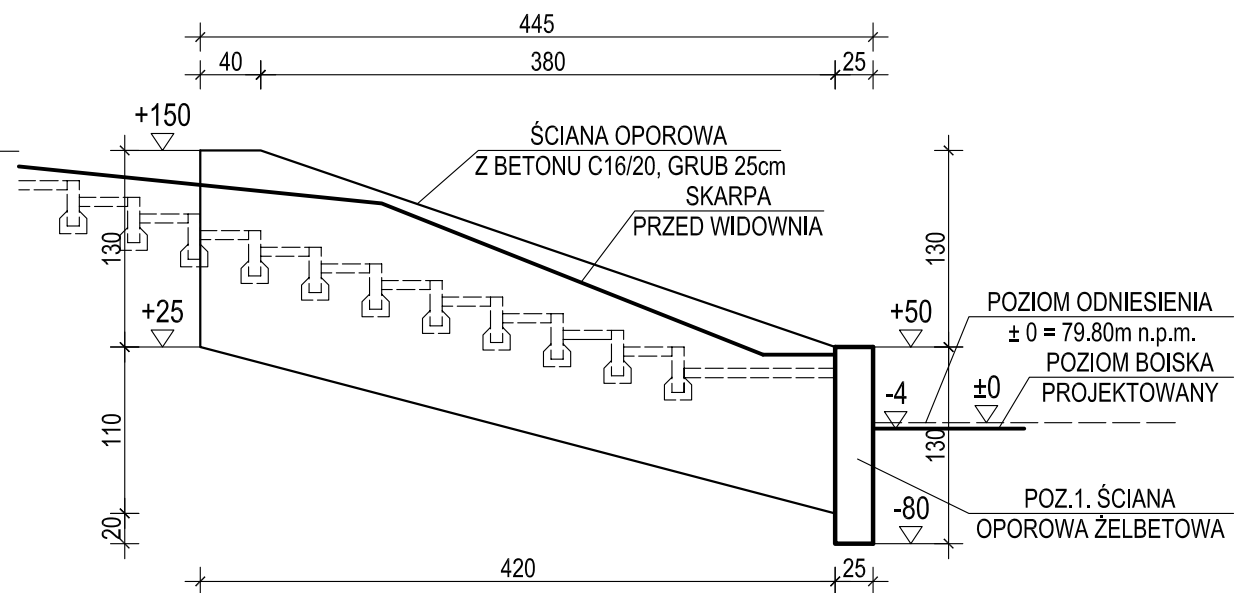 445
40
380
25
+150
ŚCIANA OPOROWA
Z BETONU C16/20, GRUB 25cm
SKARPA
PRZED WIDOWNIA
130
130
+25
+50
POZIOM ODNIESIENIA
± 0 = 79.80m n.p.m.
POZIOM BOISKA
PROJEKTOWANY
-4
±0
110
130
POZ.1. ŚCIANA
OPOROWA ŻELBETOWA
20
-80
420
25